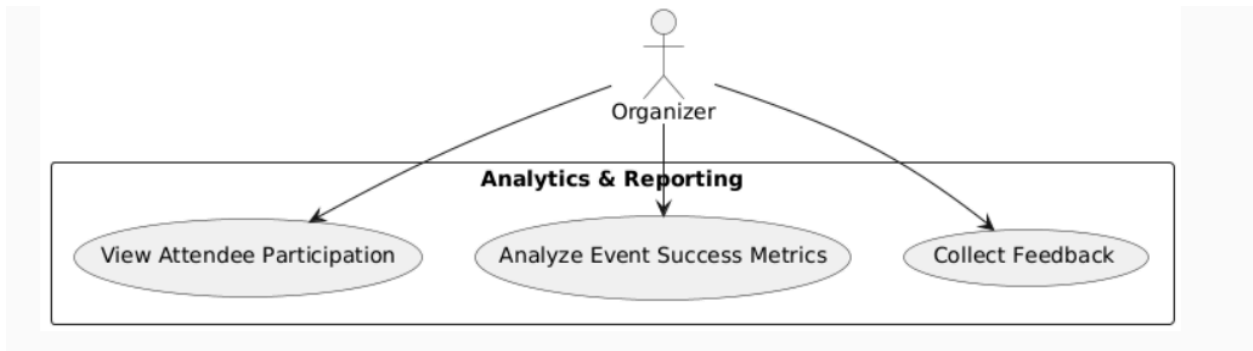 Organizer
Analytics & Reporting
View Attendee Participation
Analyze Event Success Metrics
Collect Feedback